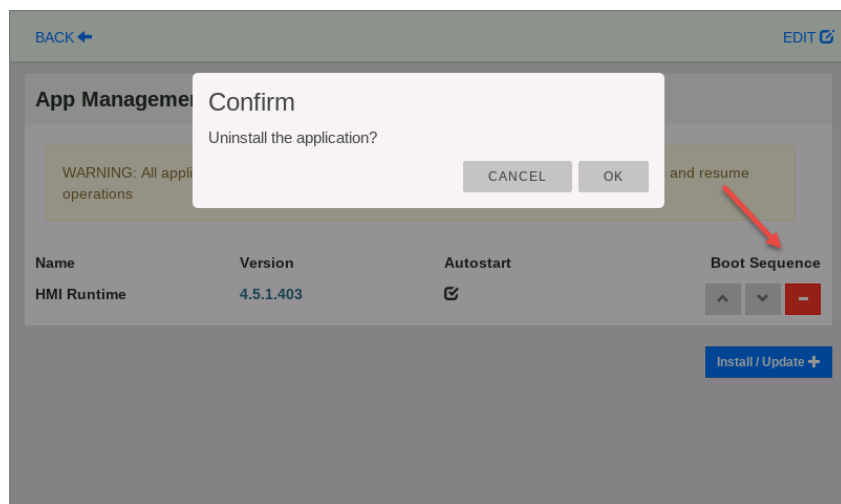 BACK
EDIT
App Manageme
Confirm
Uninstall the application?
CANCEL OK
WARNING: All appli and resume
operations
Name Version Autostart Boot Sequence
HMI Runtime 4.5.1.403
Install / Update